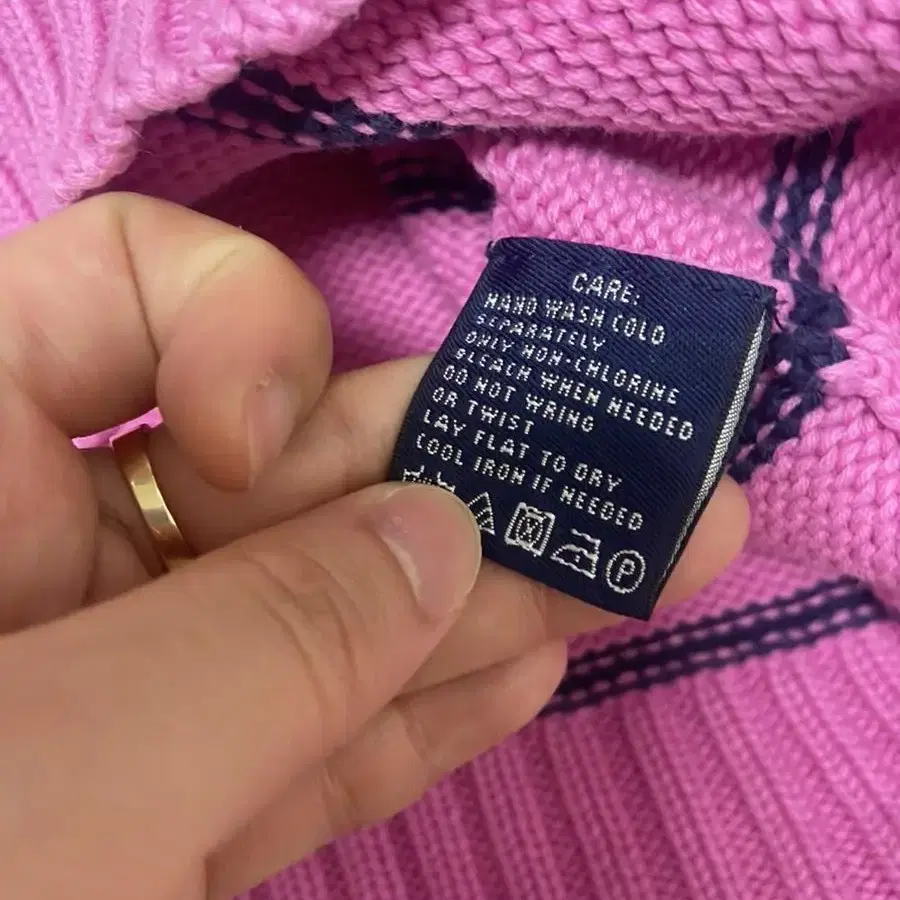 CARE:
HAND WASH COLD
SEPARATELY
ONLY NON-CHLORINE
BLEACH WHEN NEEDED
DO NOT WRING
OR TWIST
LAY FLAT TO DRY
COOL IRON IF NEEDED
P